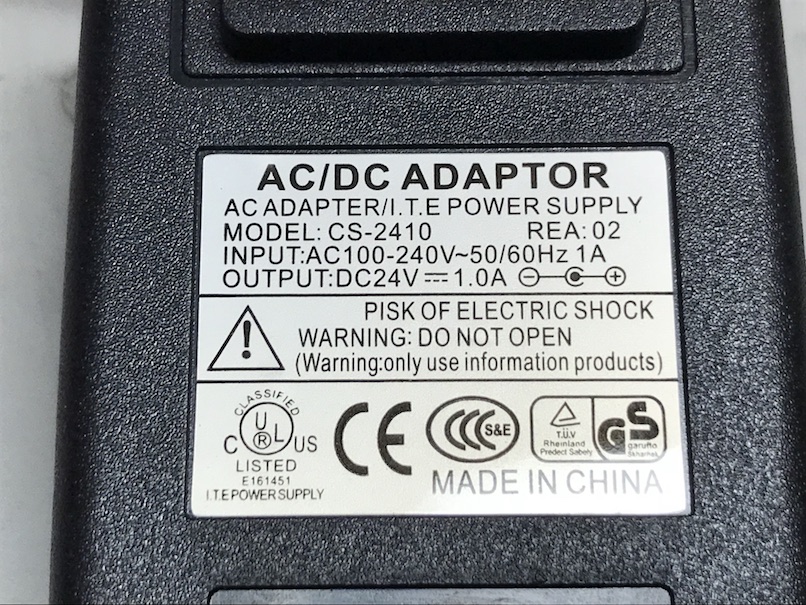 AC/DC ADAPTOR
AC ADAPTER/I.T.E POWER SUPPLY
MODEL: CS-2410 REA: 02
INPUT:AC100-240V~50/60Hz 1A
OUTPUT:DC24V ⎓ 1.0A
PISK OF ELECTRIC SHOCK
WARNING: DO NOT OPEN
(Warning:only use information products)
CLASSIFIED
C UL® US
LISTED
E161451
I.T.E POWER SUPPLY
CE
CCC S&E
TÜV
Rheinland
Predect Sabety
GS
MADE IN CHINA